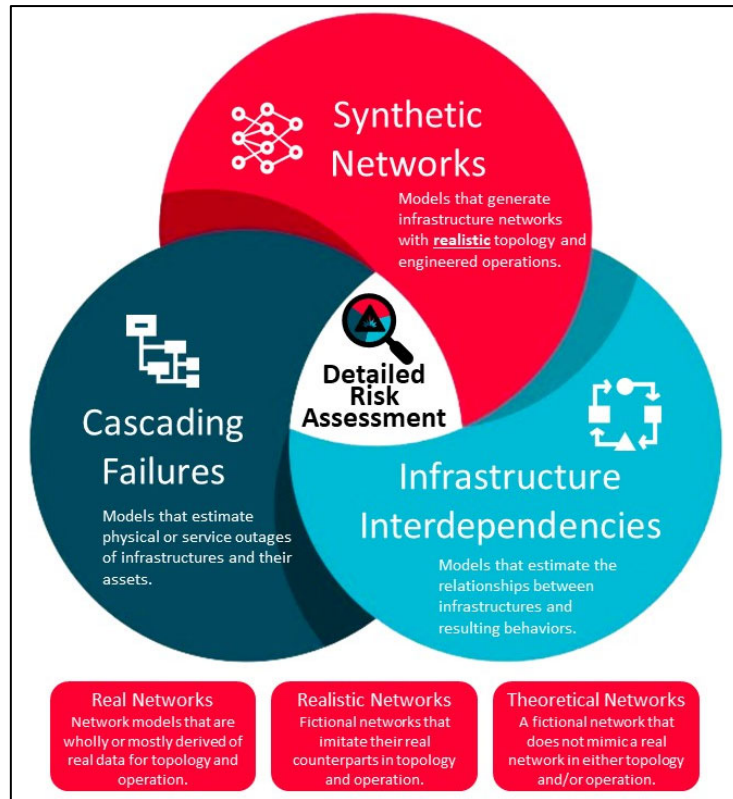 Synthetic
Networks
Models that generate
infrastructure networks
with realistic topology and
engineered operations.
Detailed
Risk
Assessment
Cascading
Failures
Models that estimate
physical or service outages
of infrastructures and their
assets.
Infrastructure
Interdependencies
Models that estimate the
relationships between
infrastructures and
resulting behaviors.
Real Networks
Network models that are
wholly or mostly derived of
real data for topology and
operation.
Realistic Networks
Fictional networks that
imitate their real
counterparts in topology
and operation.
Theoretical Networks
A fictional network that
does not mimic a real
network in either topology
and/or operation.